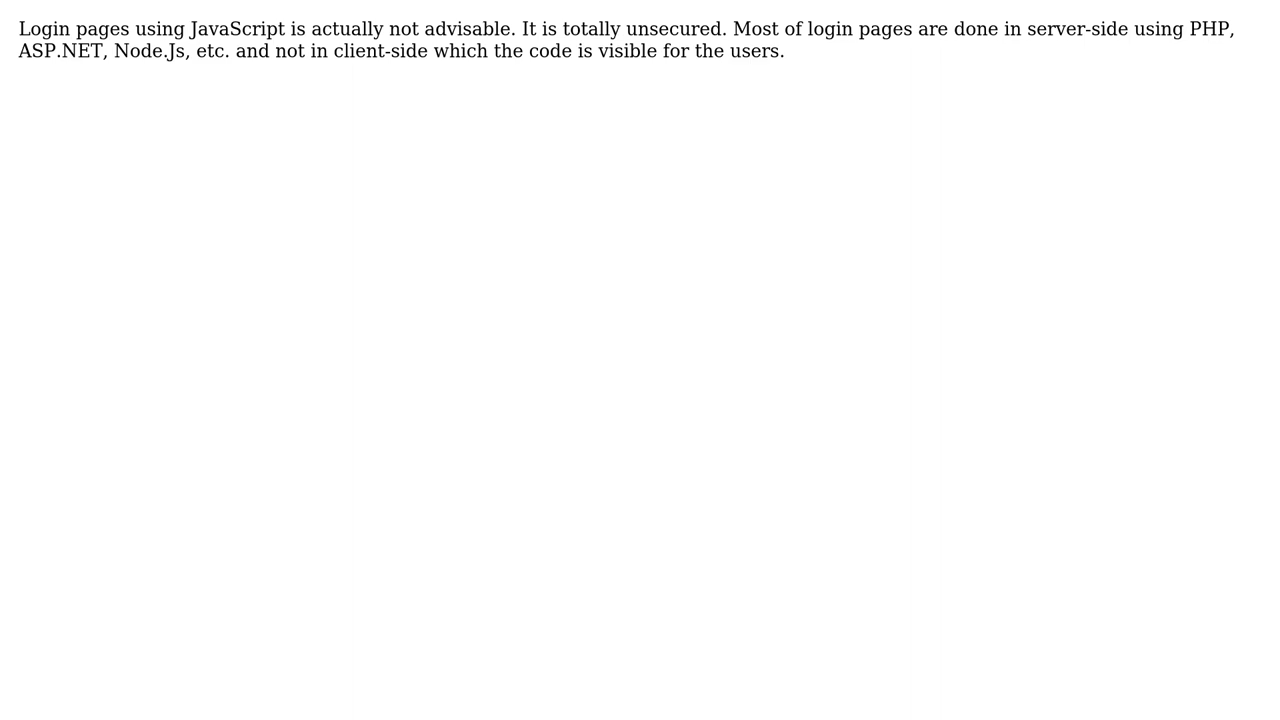 Login pages using JavaScript is actually not advisable. It is totally unsecured. Most of login pages are done in server-side using PHP,
ASP.NET, Node.Js, etc. and not in client-side which the code is visible for the users.